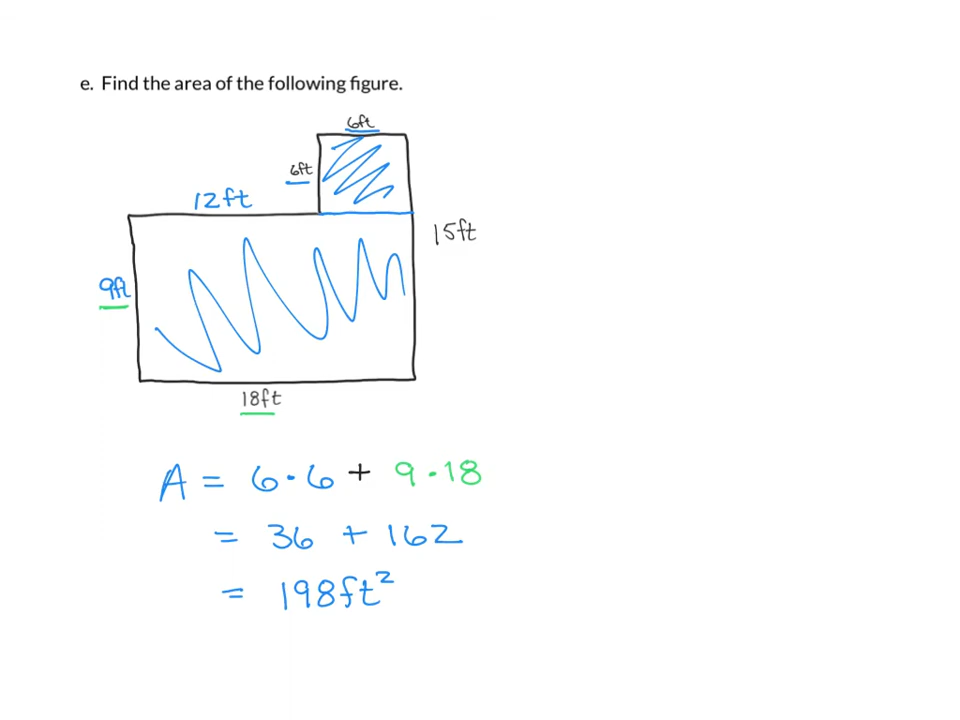 e. Find the area of the following figure.
6ft
6ft
12ft
15ft
9ft
18ft
A = 6·6 + 9·18
= 36 + 162
= 198ft²